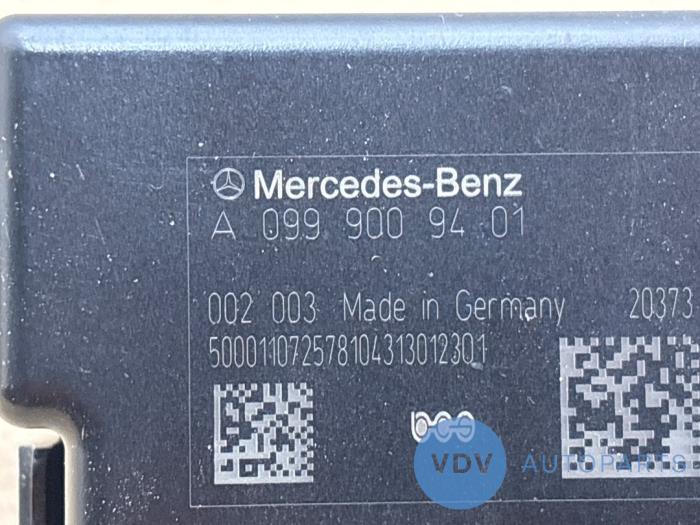 Mercedes-Benz
A 099 900 94 01
002 003 Made in Germany 20373
500011072578104313012301
VDV AUTOPARTS